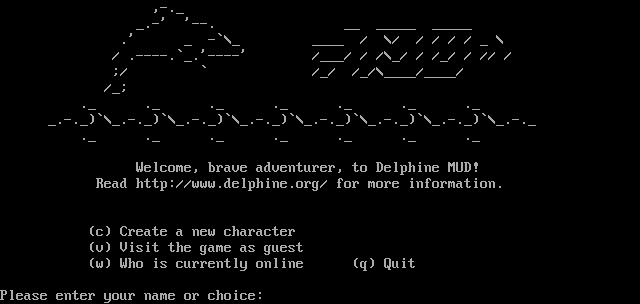 Welcome, brave adventurer, to Delphine MUD!
Read http://www.delphine.org/ for more information.
(c) Create a new character
(v) Visit the game as guest
(w) Who is currently online (q) Quit
Please enter your name or choice: